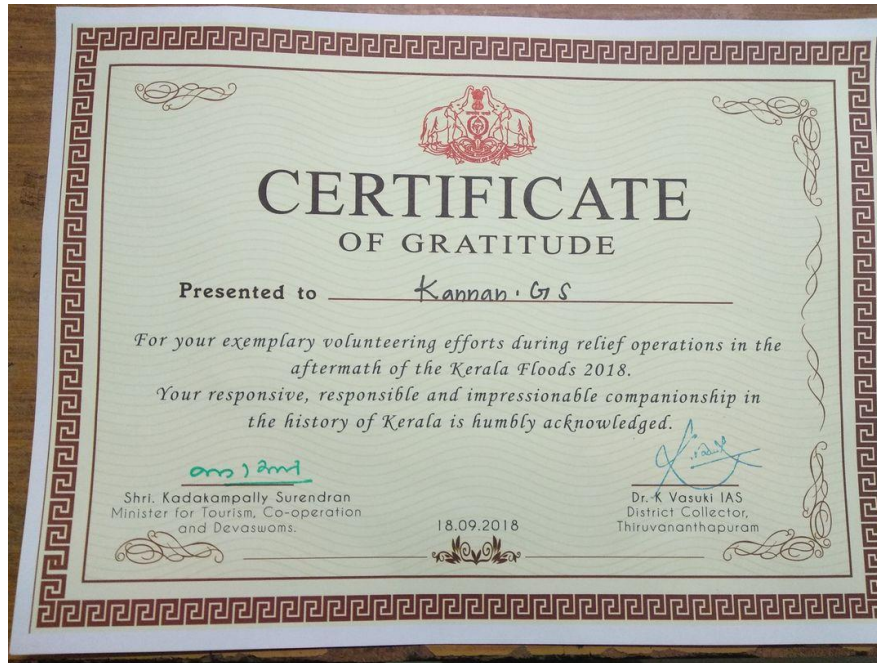 CERTIFICATE
OF GRATITUDE
Presented to Kannan. G S
For your exemplary volunteering efforts during relief operations in the
aftermath of the Kerala Floods 2018.
Your responsive, responsible and impressionable companionship in
the history of Kerala is humbly acknowledged.
Shri. Kadakampally Surendran
Minister for Tourism, Co-operation
and Devaswoms.
18.09.2018
Dr. K Vasuki IAS
District Collector,
Thiruvananthapuram